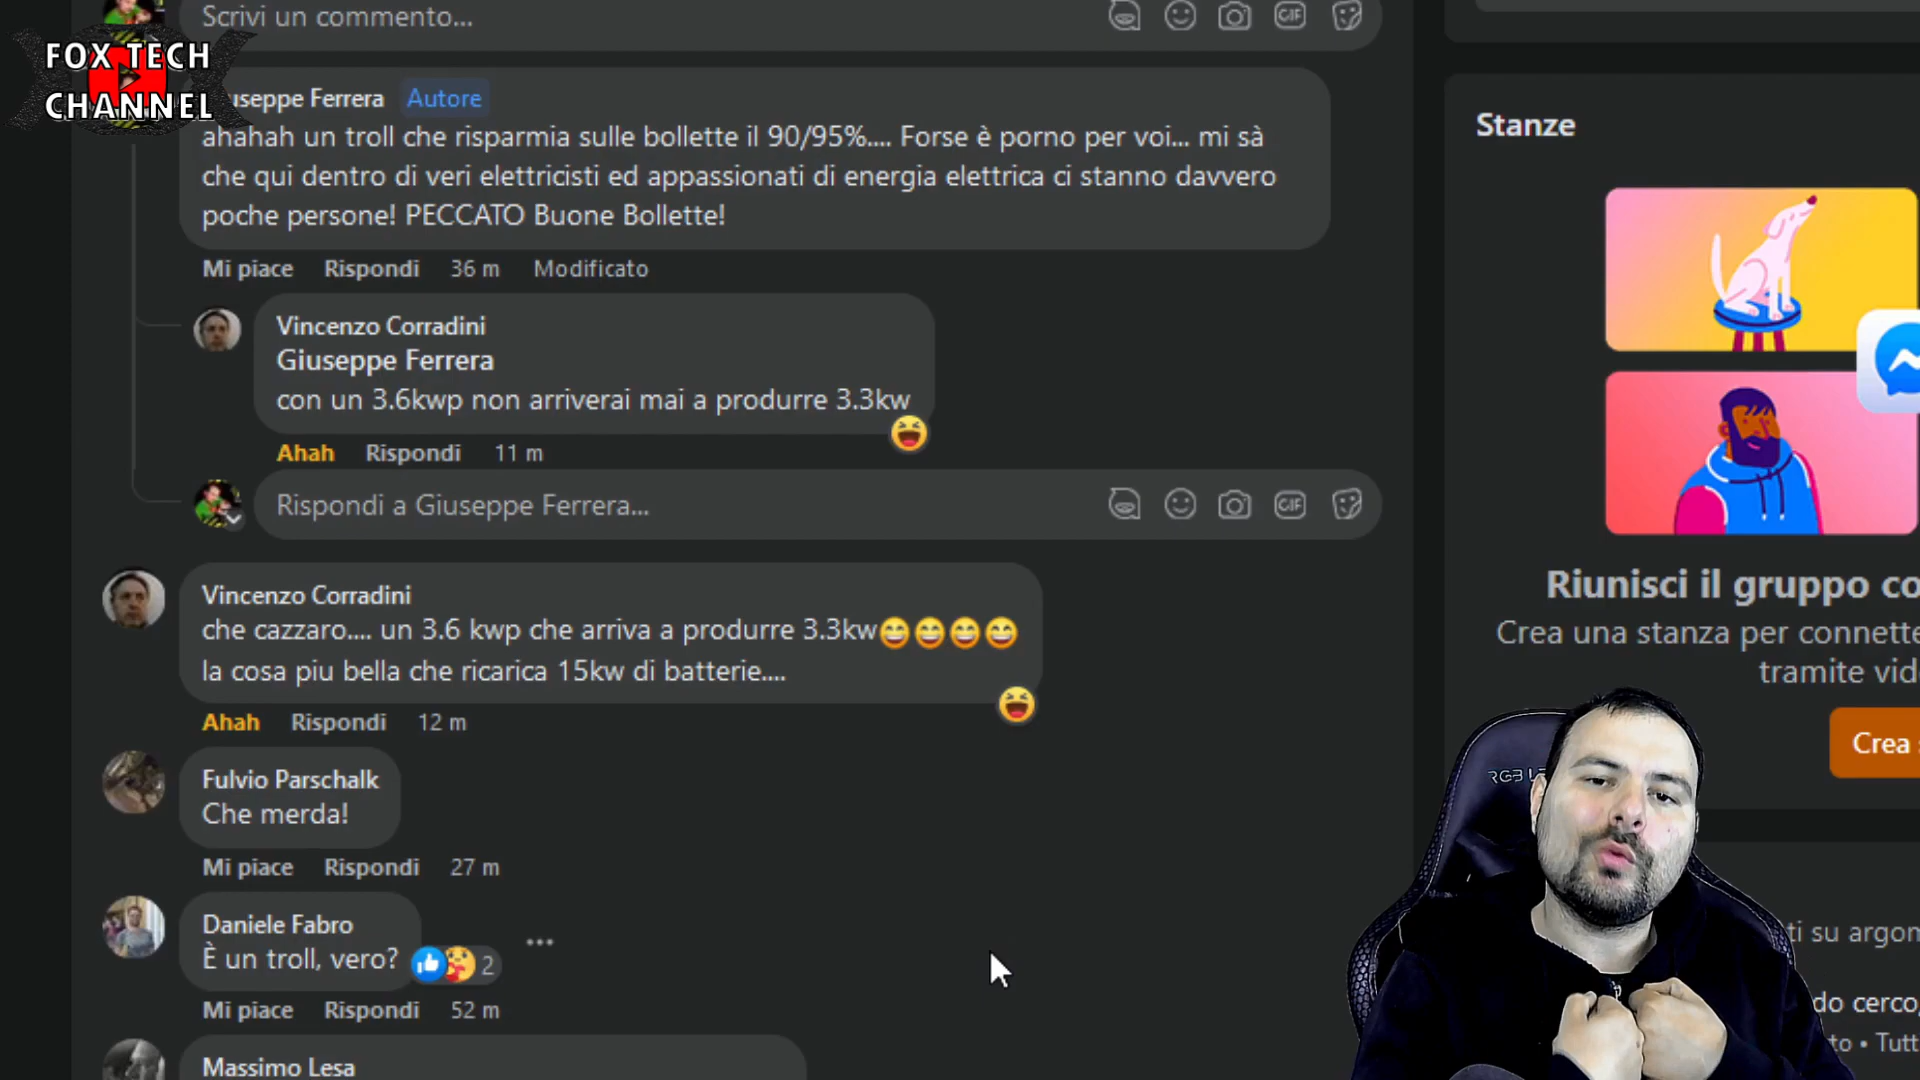 Scrivi un commento...
GIF
FOX TECH
CHANNEL
useppe Ferrera Autore
ahahah un troll che risparmia sulle bollette il 90/95%.... Forse è porno per voi... mi sà
che qui dentro di veri elettricisti ed appassionati di energia elettrica ci stanno davvero
poche persone! PECCATO Buone Bollette!
Mi piace Rispondi 36 m Modificato
Vincenzo Corradini
Giuseppe Ferrera
con un 3.6kwp non arriverai mai a produrre 3.3kw
Ahah Rispondi 11 m
Rispondi a Giuseppe Ferrera...
GIF
Vincenzo Corradini
che cazzaro.... un 3.6 kwp che arriva a produrre 3.3kw😄😄😄😄
la cosa piu bella che ricarica 15kw di batterie....
Ahah Rispondi 12 m
Fulvio Parschalk
Che merda!
Mi piace Rispondi 27 m
Daniele Fabro
È un troll, vero?
2
Mi piace Rispondi 52 m
Massimo Lesa
Stanze
Riunisci il gruppo co
Crea una stanza per connette
tramite vid
Crea
RGB
ti su argom
do cerco,
to • Tutt